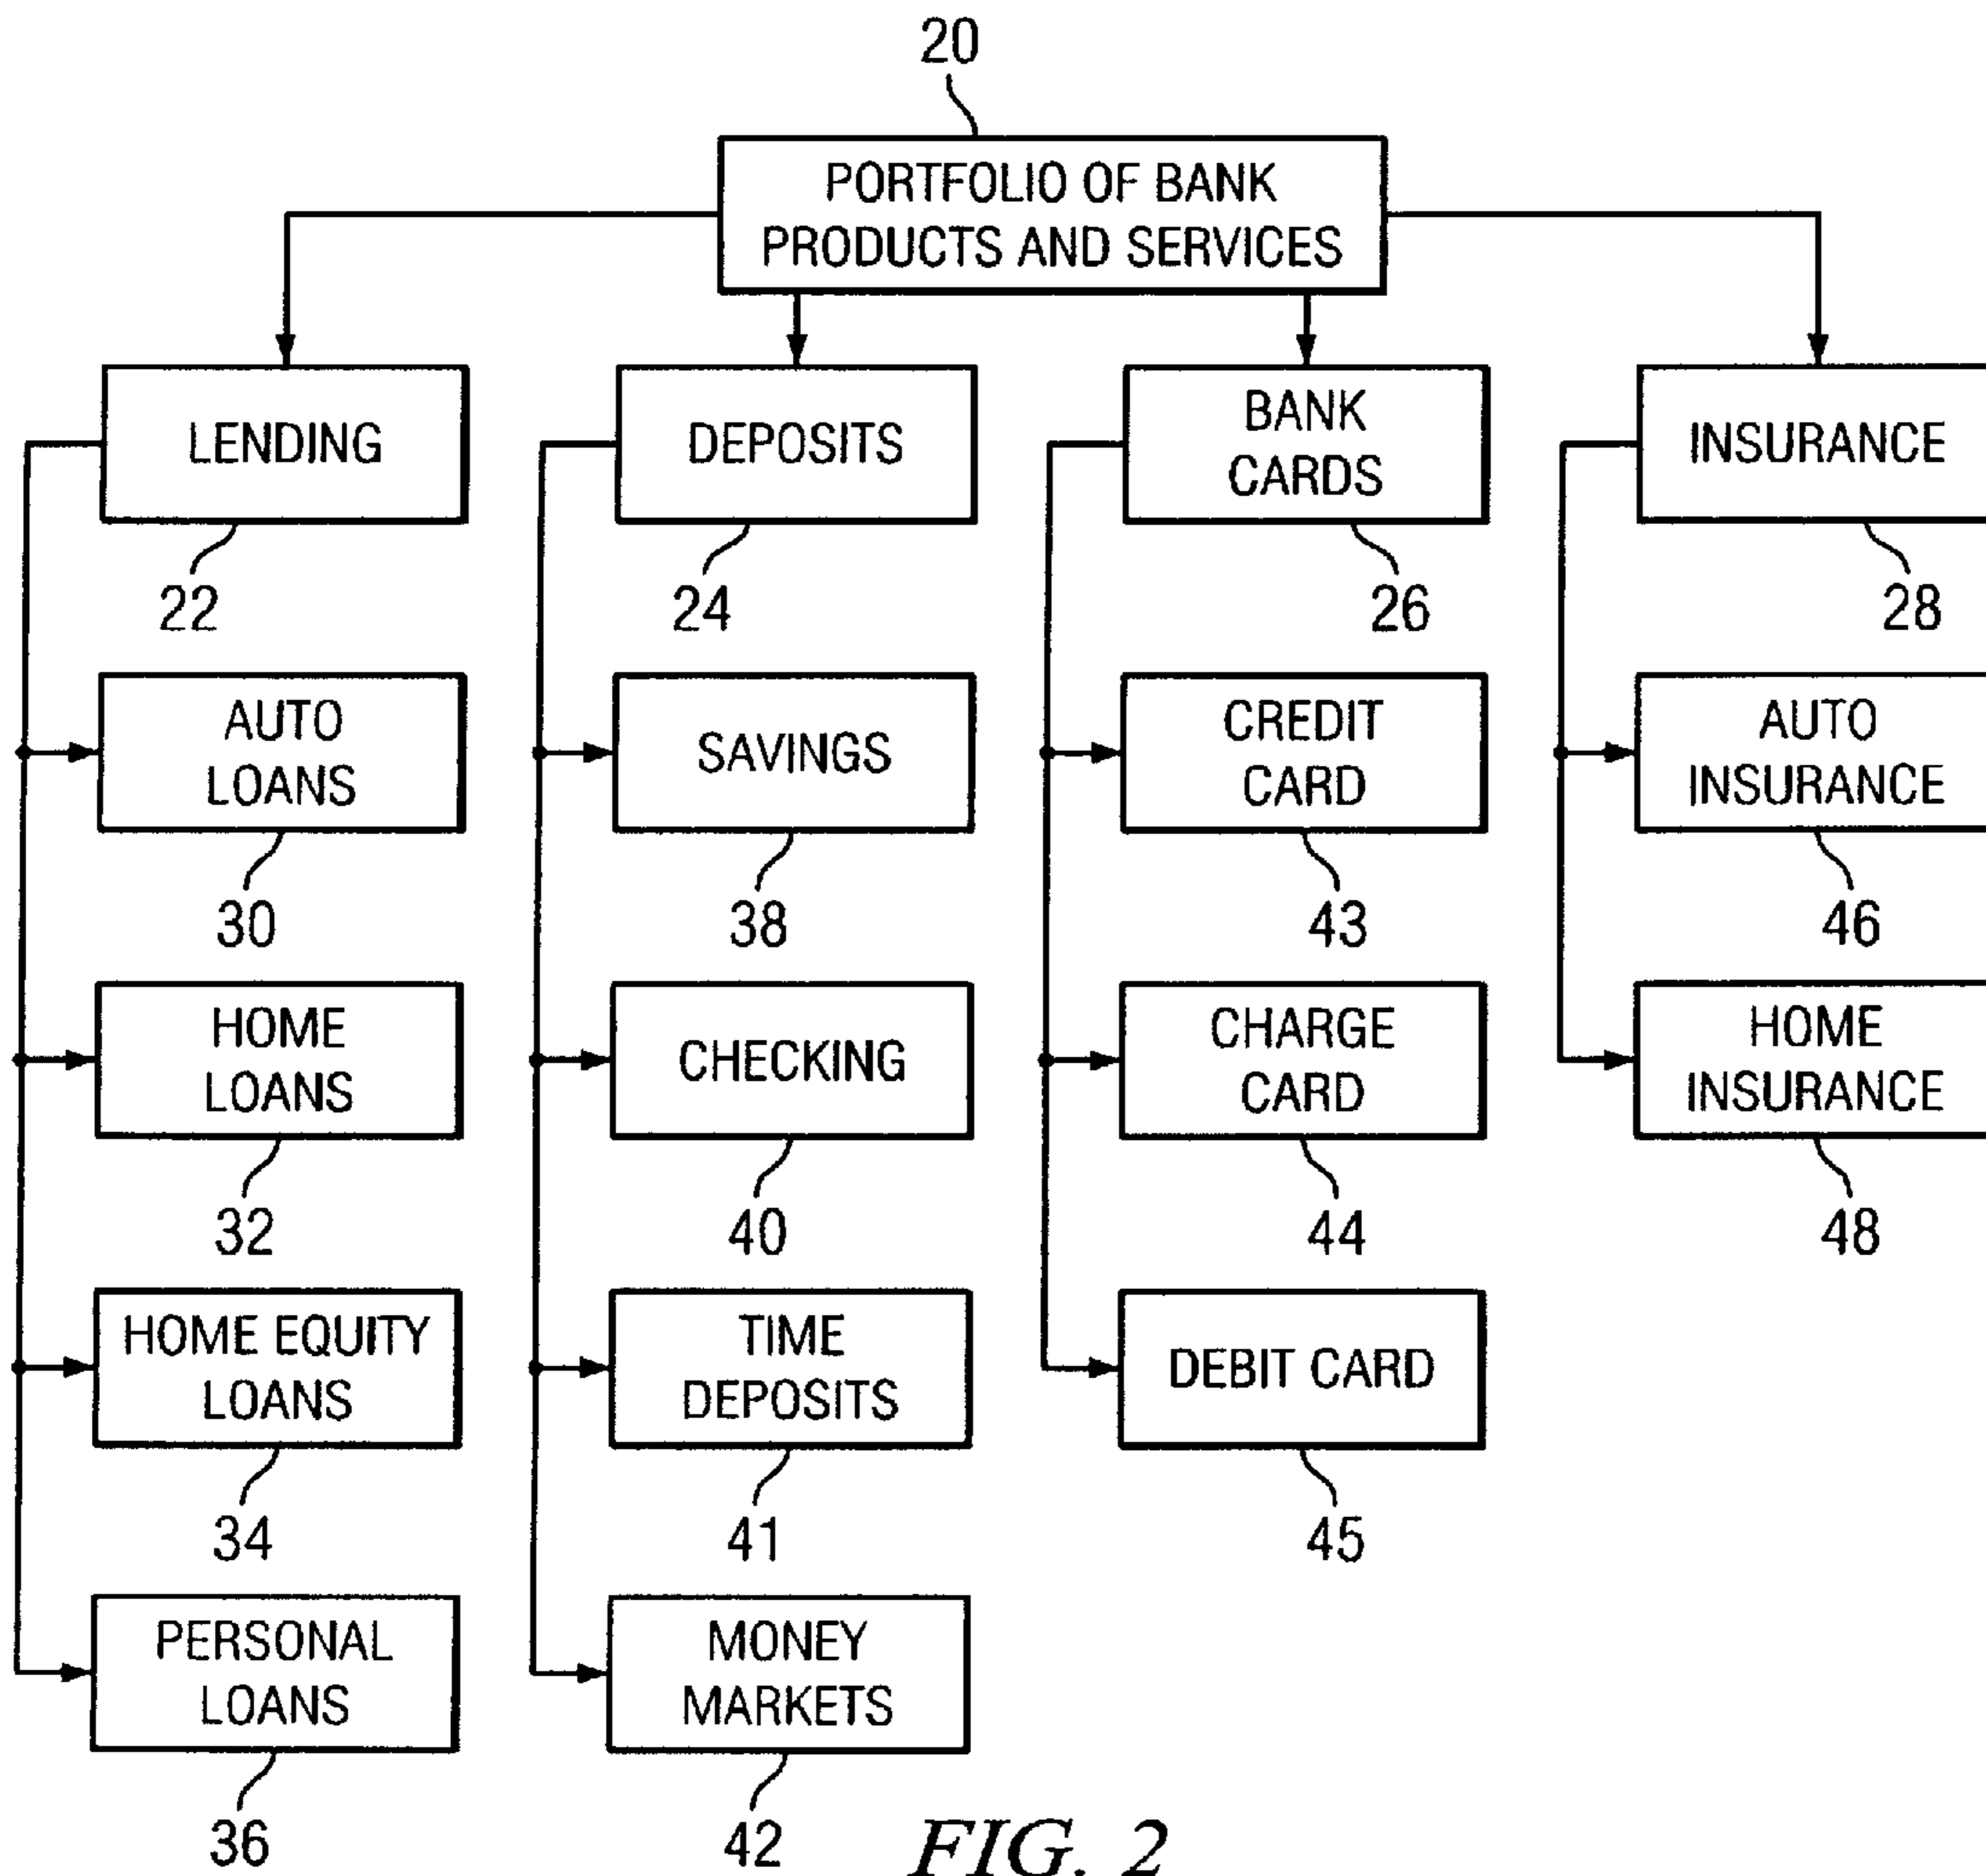 20
PORTFOLIO OF BANK
PRODUCTS AND SERVICES
LENDING
22
DEPOSITS
24
BANK
CARDS
26
INSURANCE
28
AUTO
LOANS
30
SAVINGS
38
CREDIT
CARD
43
AUTO
INSURANCE
46
HOME
LOANS
32
CHECKING
40
CHARGE
CARD
44
HOME
INSURANCE
48
HOME EQUITY
LOANS
34
TIME
DEPOSITS
41
DEBIT CARD
45
PERSONAL
LOANS
36
MONEY
MARKETS
42
FIG. 2